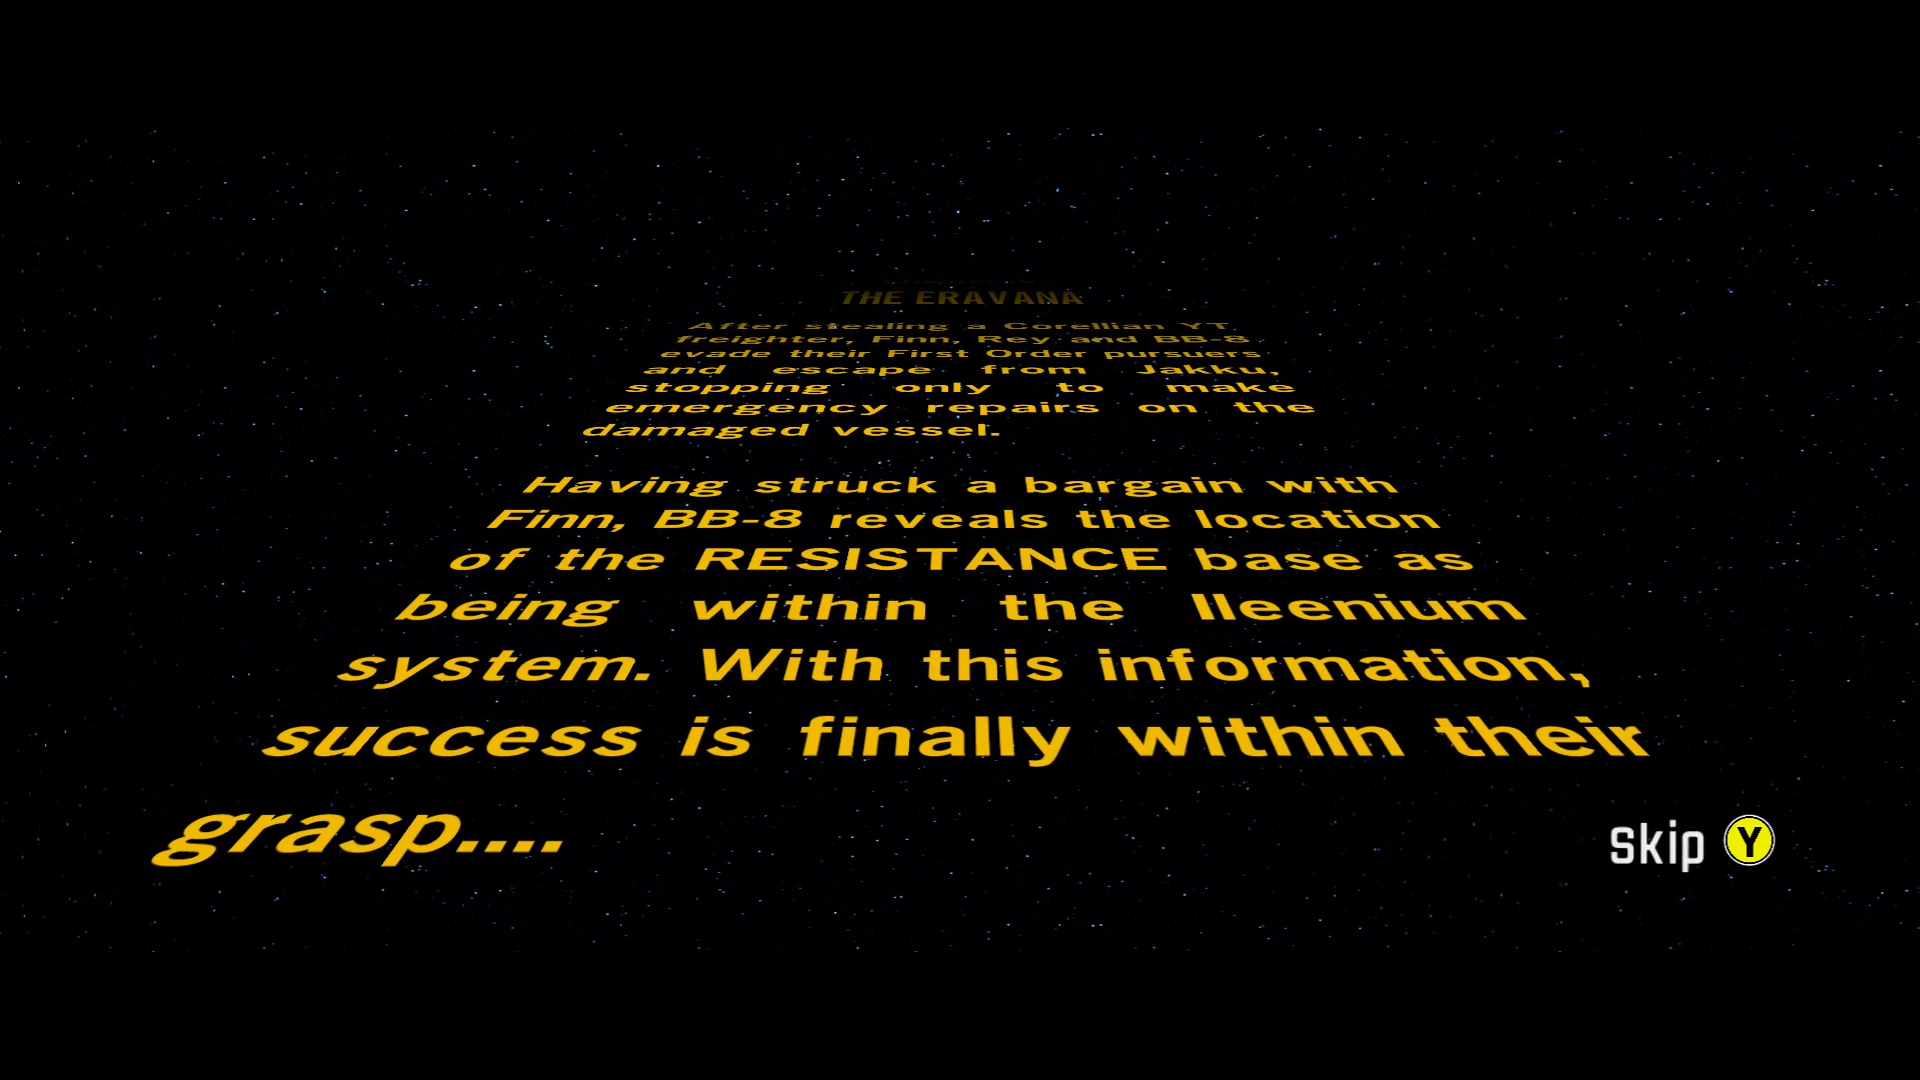 THE ERAVANA
After stealing a Corellian YT
freighter, Finn, Rey and BB-8
evade their First Order pursuers
and escape from Jakku,
stopping only to make
emergency repairs on the
damaged vessel.
Having struck a bargain with
Finn, BB-8 reveals the location
of the RESISTANCE base as
being within the Ileenium
system. With this information,
success is finally within their
grasp....
Skip Y